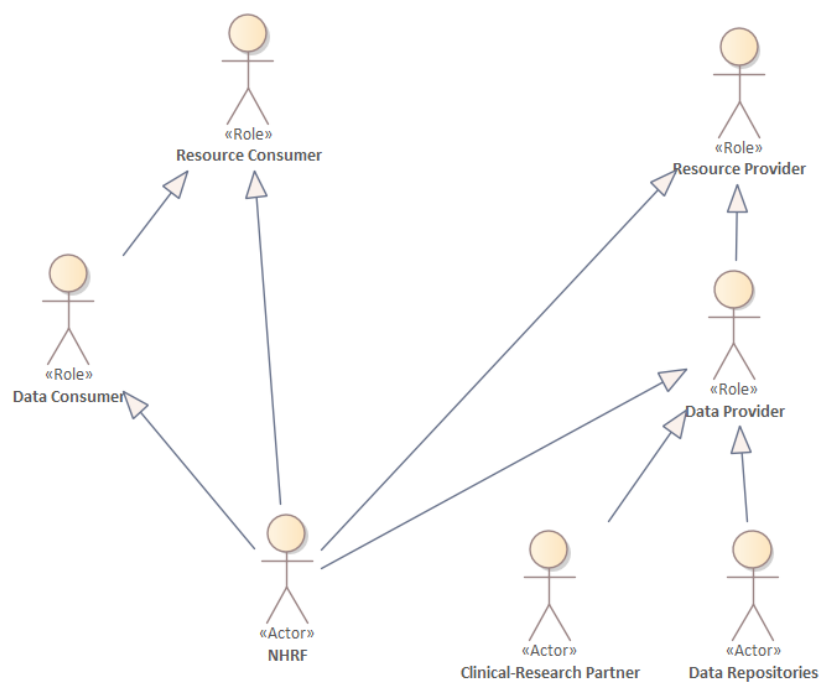 «Role»
Resource Consumer
«Role»
Resource Provider
«Role»
Data Consumer
«Role»
Data Provider
«Actor»
NHRF
«Actor»
Clinical-Research Partner
«Actor»
Data Repositories